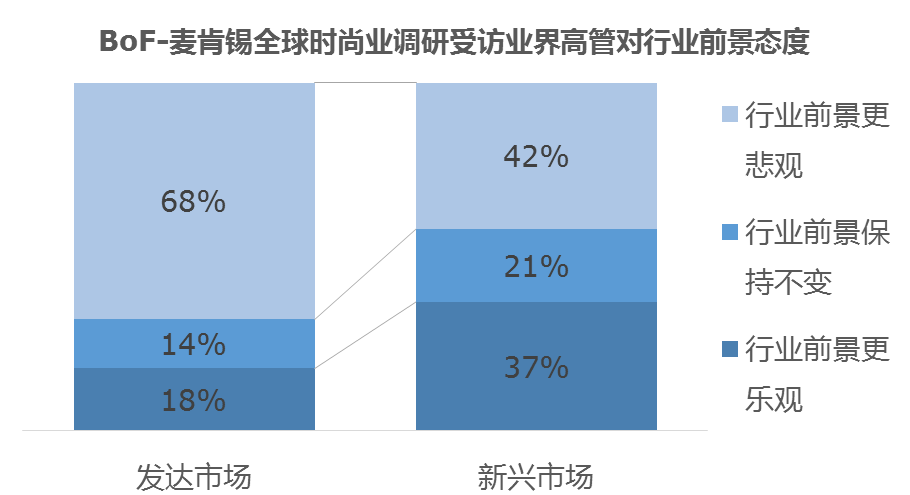 BoF-麦肯锡全球时尚业调研受访业界高管对行业前景态度
68%
42%
14%
21%
18%
37%
发达市场
新兴市场
行业前景更
悲观
行业前景保
持不变
行业前景更
乐观